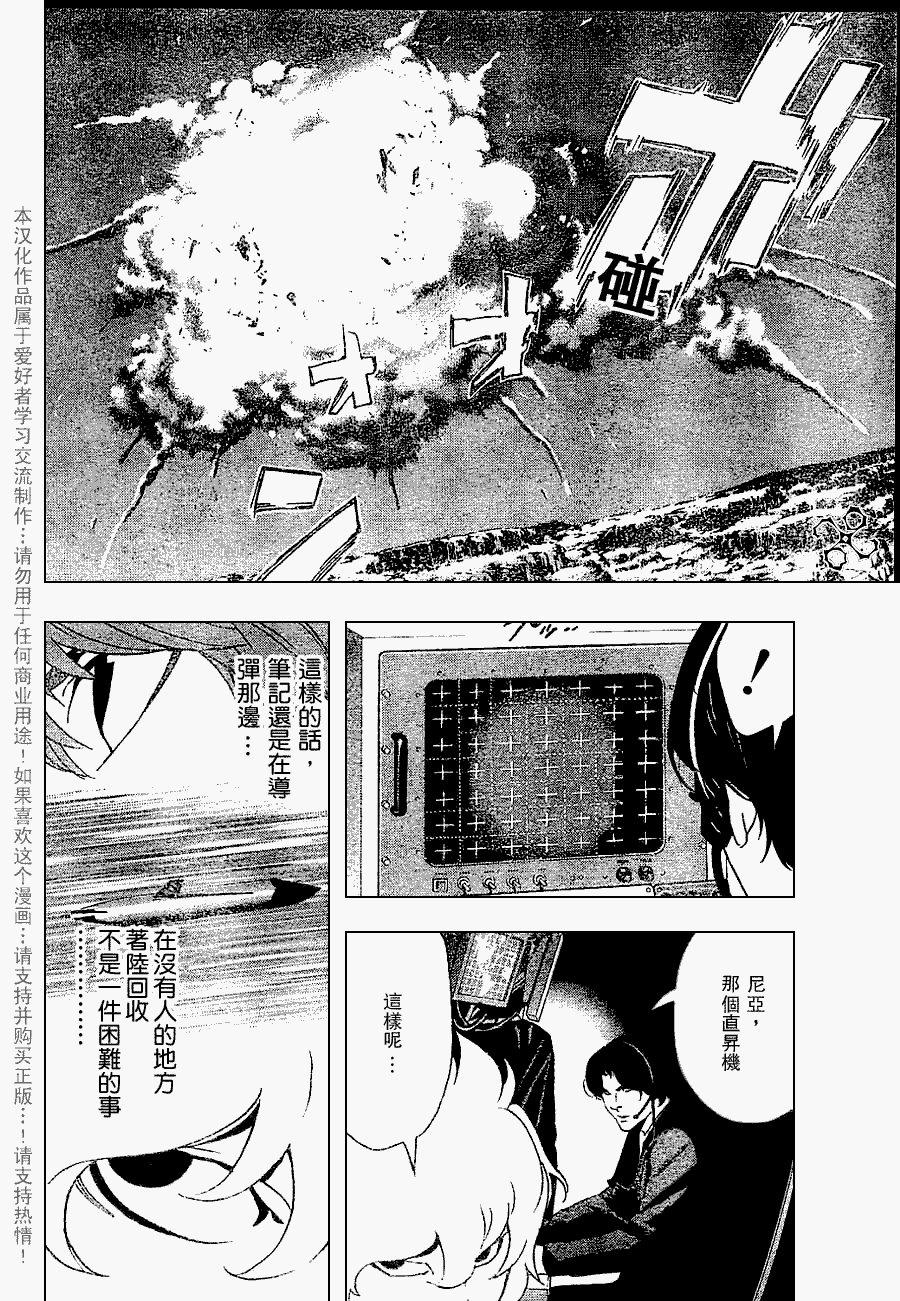 碰
！
尼亞，
那個直昇機
這樣呢…
這樣的話，
筆記還是在導
彈那邊…
在沒有人的地方
著陸回收
不是一件困難的事
………………
本汉化作品属于爱好者学习交流制作…请勿用于任何商业用途！如果喜欢这个漫画…请支持并购买正版…！请支持热情！